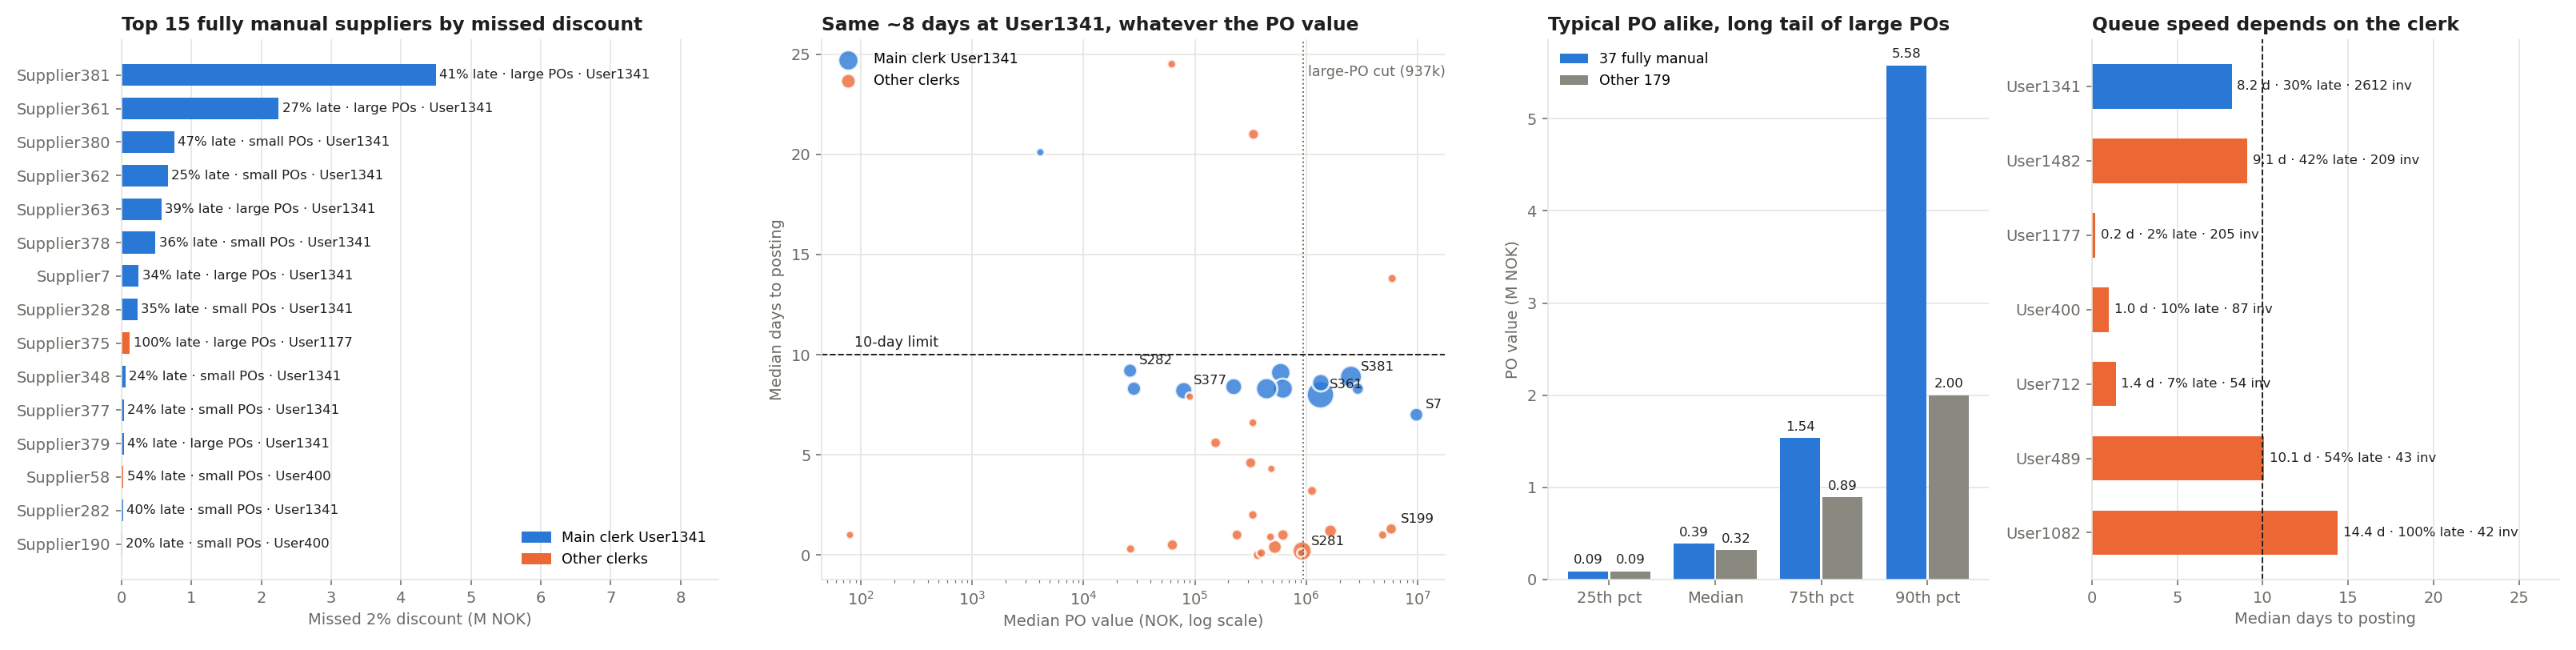 Top 15 fully manual suppliers by missed discount
Supplier381
41% late · large POs · User1341
Supplier361
27% late · large POs · User1341
Supplier380
47% late · small POs · User1341
Supplier362
25% late · small POs · User1341
Supplier363
39% late · large POs · User1341
Supplier378
36% late · small POs · User1341
Supplier7
34% late · large POs · User1341
Supplier328
35% late · small POs · User1341
Supplier375
100% late · large POs · User1177
Supplier348
24% late · small POs · User1341
Supplier377
24% late · small POs · User1341
Supplier379
4% late · large POs · User1341
Supplier58
54% late · small POs · User400
Supplier282
40% late · small POs · User1341
Supplier190
20% late · small POs · User400
Main clerk User1341
Other clerks
0 1 2 3 4 5 6 7 8
Missed 2% discount (M NOK)
Same ~8 days at User1341, whatever the PO value
Main clerk User1341
Other clerks
large-PO cut (937k)
10-day limit
S282
S377
S381
S361
S7
S199
S281
25
20
15
10
5
0
Median days to posting
10² 10³ 10⁴ 10⁵ 10⁶ 10⁷
Median PO value (NOK, log scale)
Typical PO alike, long tail of large POs
37 fully manual
Other 179
5
4
3
2
1
0
PO value (M NOK)
0.09 0.09
0.39 0.32
1.54 0.89
5.58 2.00
25th pct Median 75th pct 90th pct
Queue speed depends on the clerk
User1341
8.2 d · 30% late · 2612 inv
User1482
9.1 d · 42% late · 209 inv
User1177
0.2 d · 2% late · 205 inv
User400
1.0 d · 10% late · 87 inv
User712
1.4 d · 7% late · 54 inv
User489
10.1 d · 54% late · 43 inv
User1082
14.4 d · 100% late · 42 inv
0 5 10 15 20 25
Median days to posting